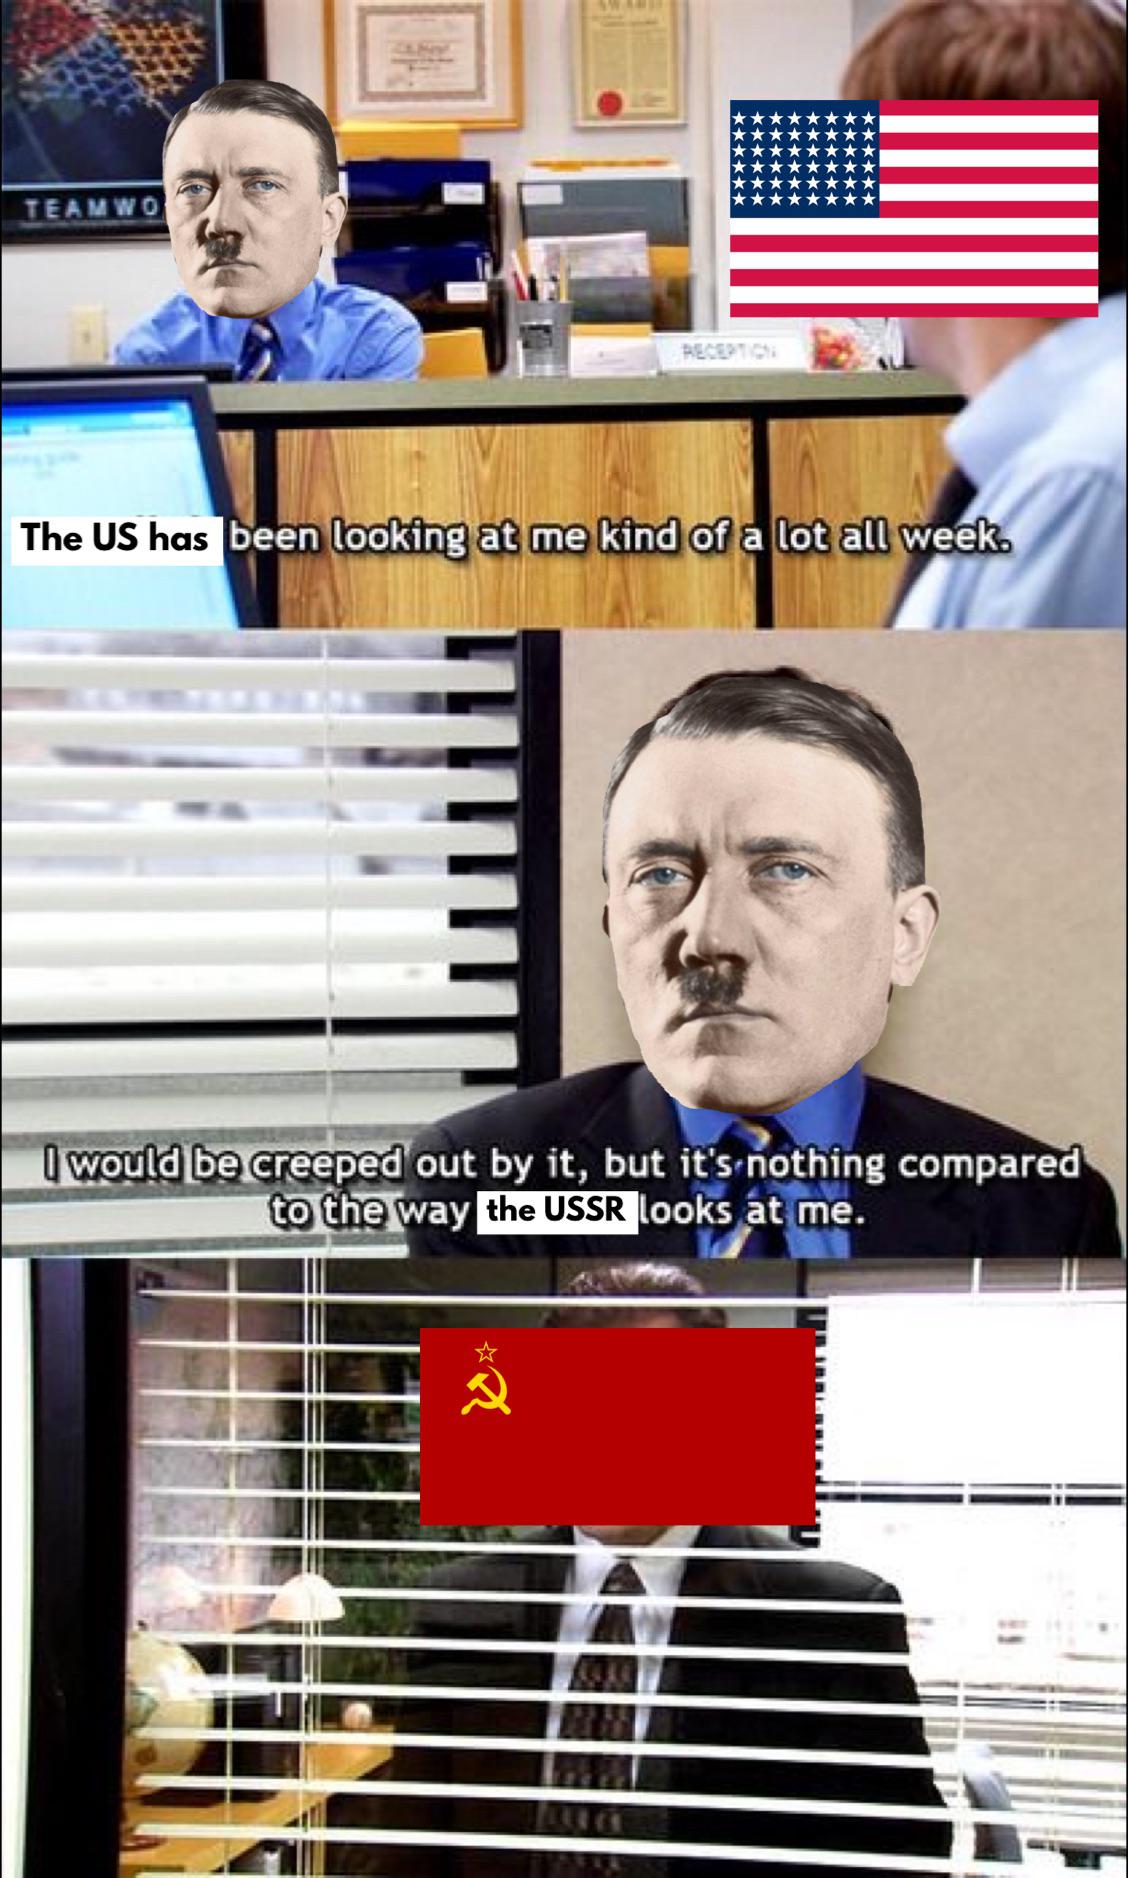 AWARD
TEAMWO
RECEPTION
The US has been looking at me kind of a lot all week.
I would be creeped out by it, but it's nothing compared
to the way the USSR looks at me.